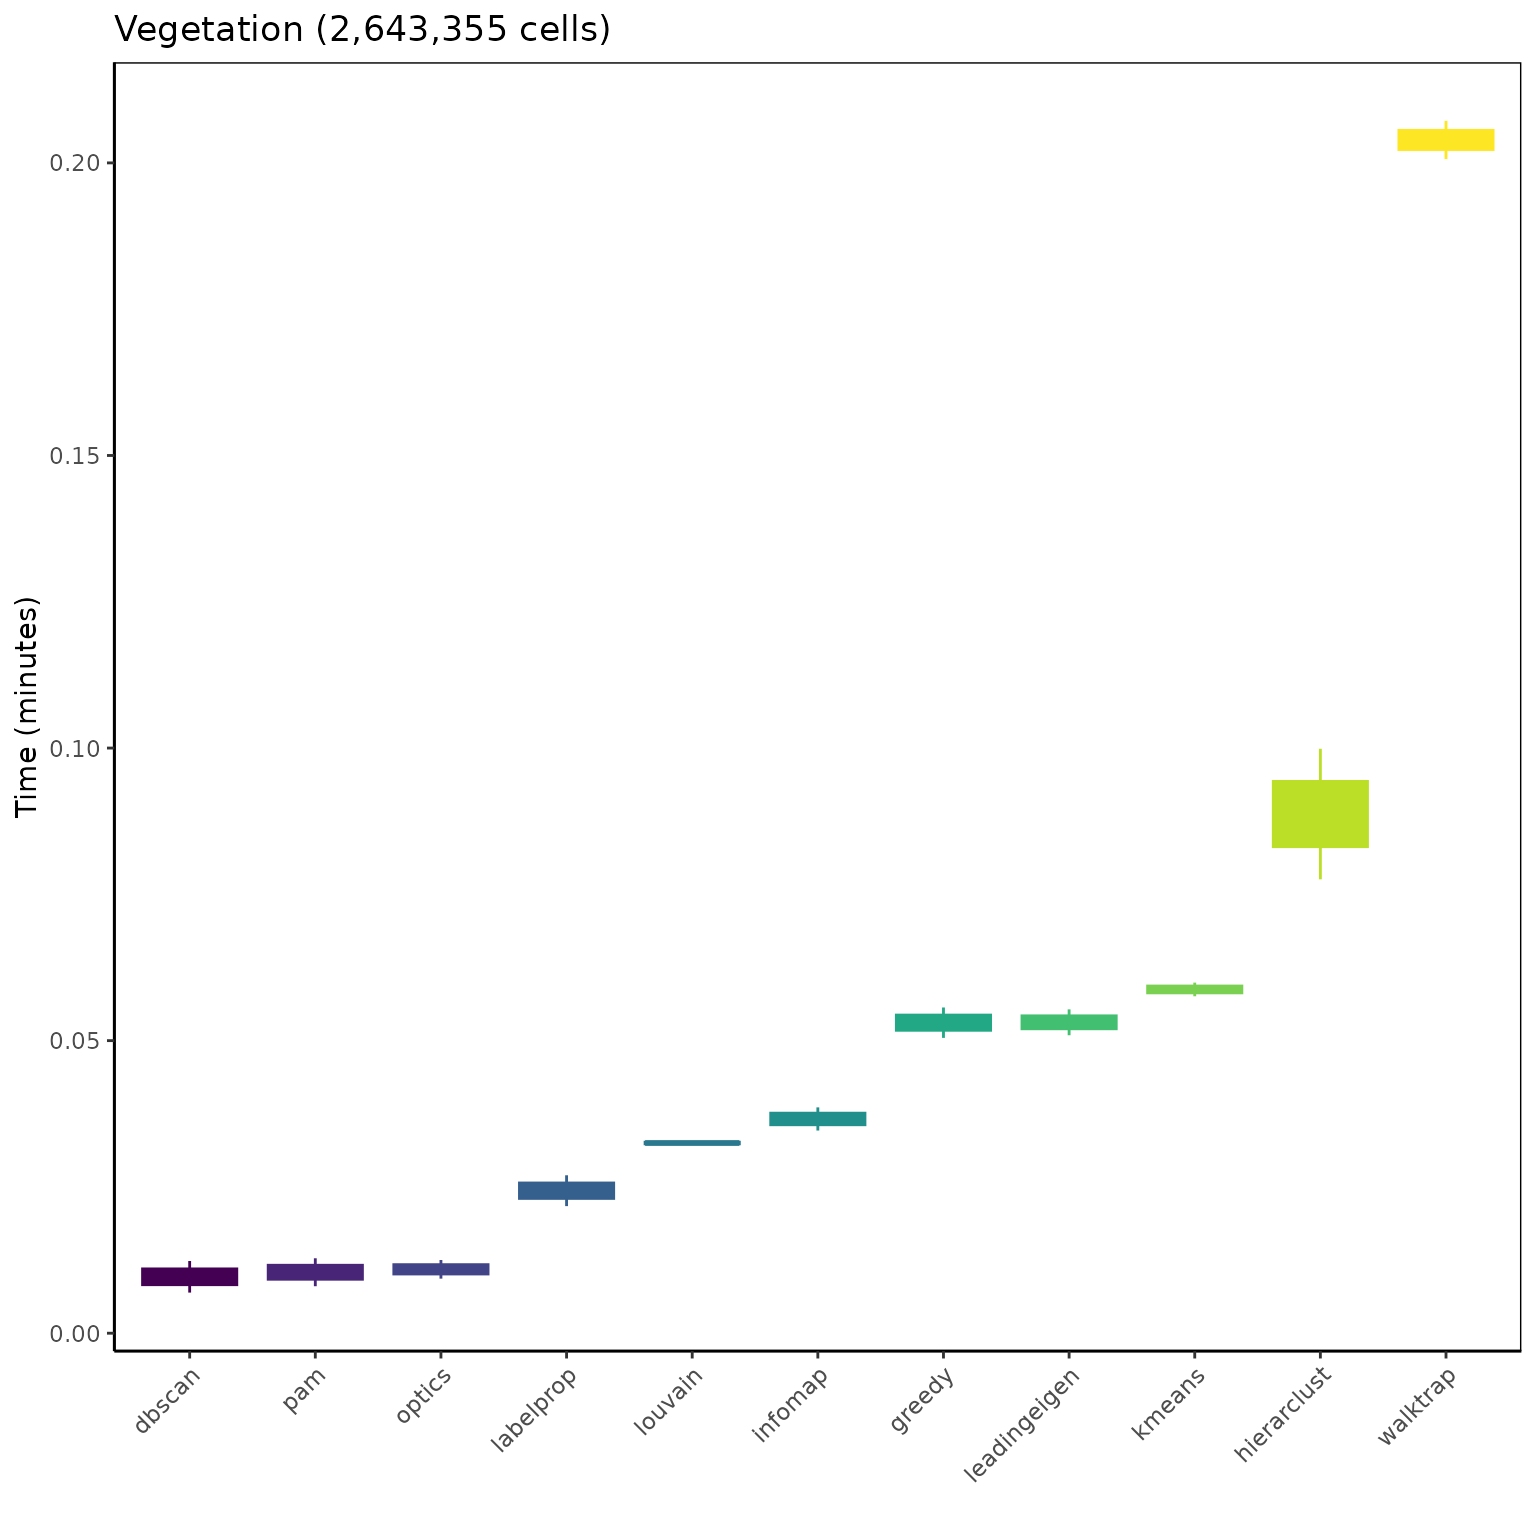 Vegetation (2,643,355 cells)
Time (minutes)
0.20
0.15
0.10
0.05
0.00
dbscan
pam
optics
labelprop
louvain
infomap
greedy
leadingeigen
kmeans
hierarclust
walktrap